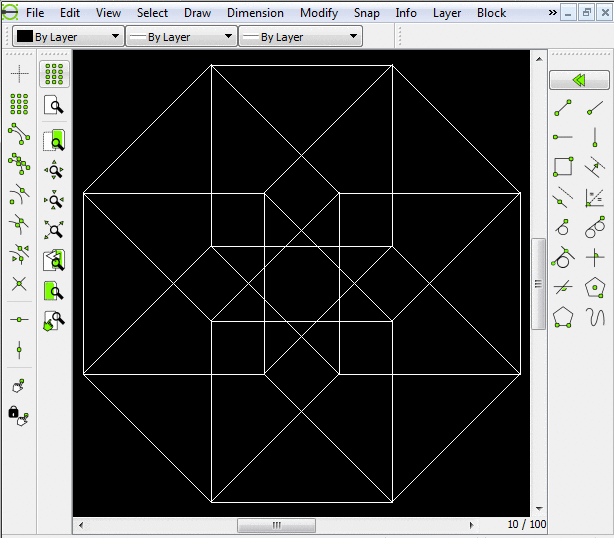 File Edit View Select Draw Dimension Modify Snap Info Layer Block »
By Layer By Layer By Layer
10 / 100